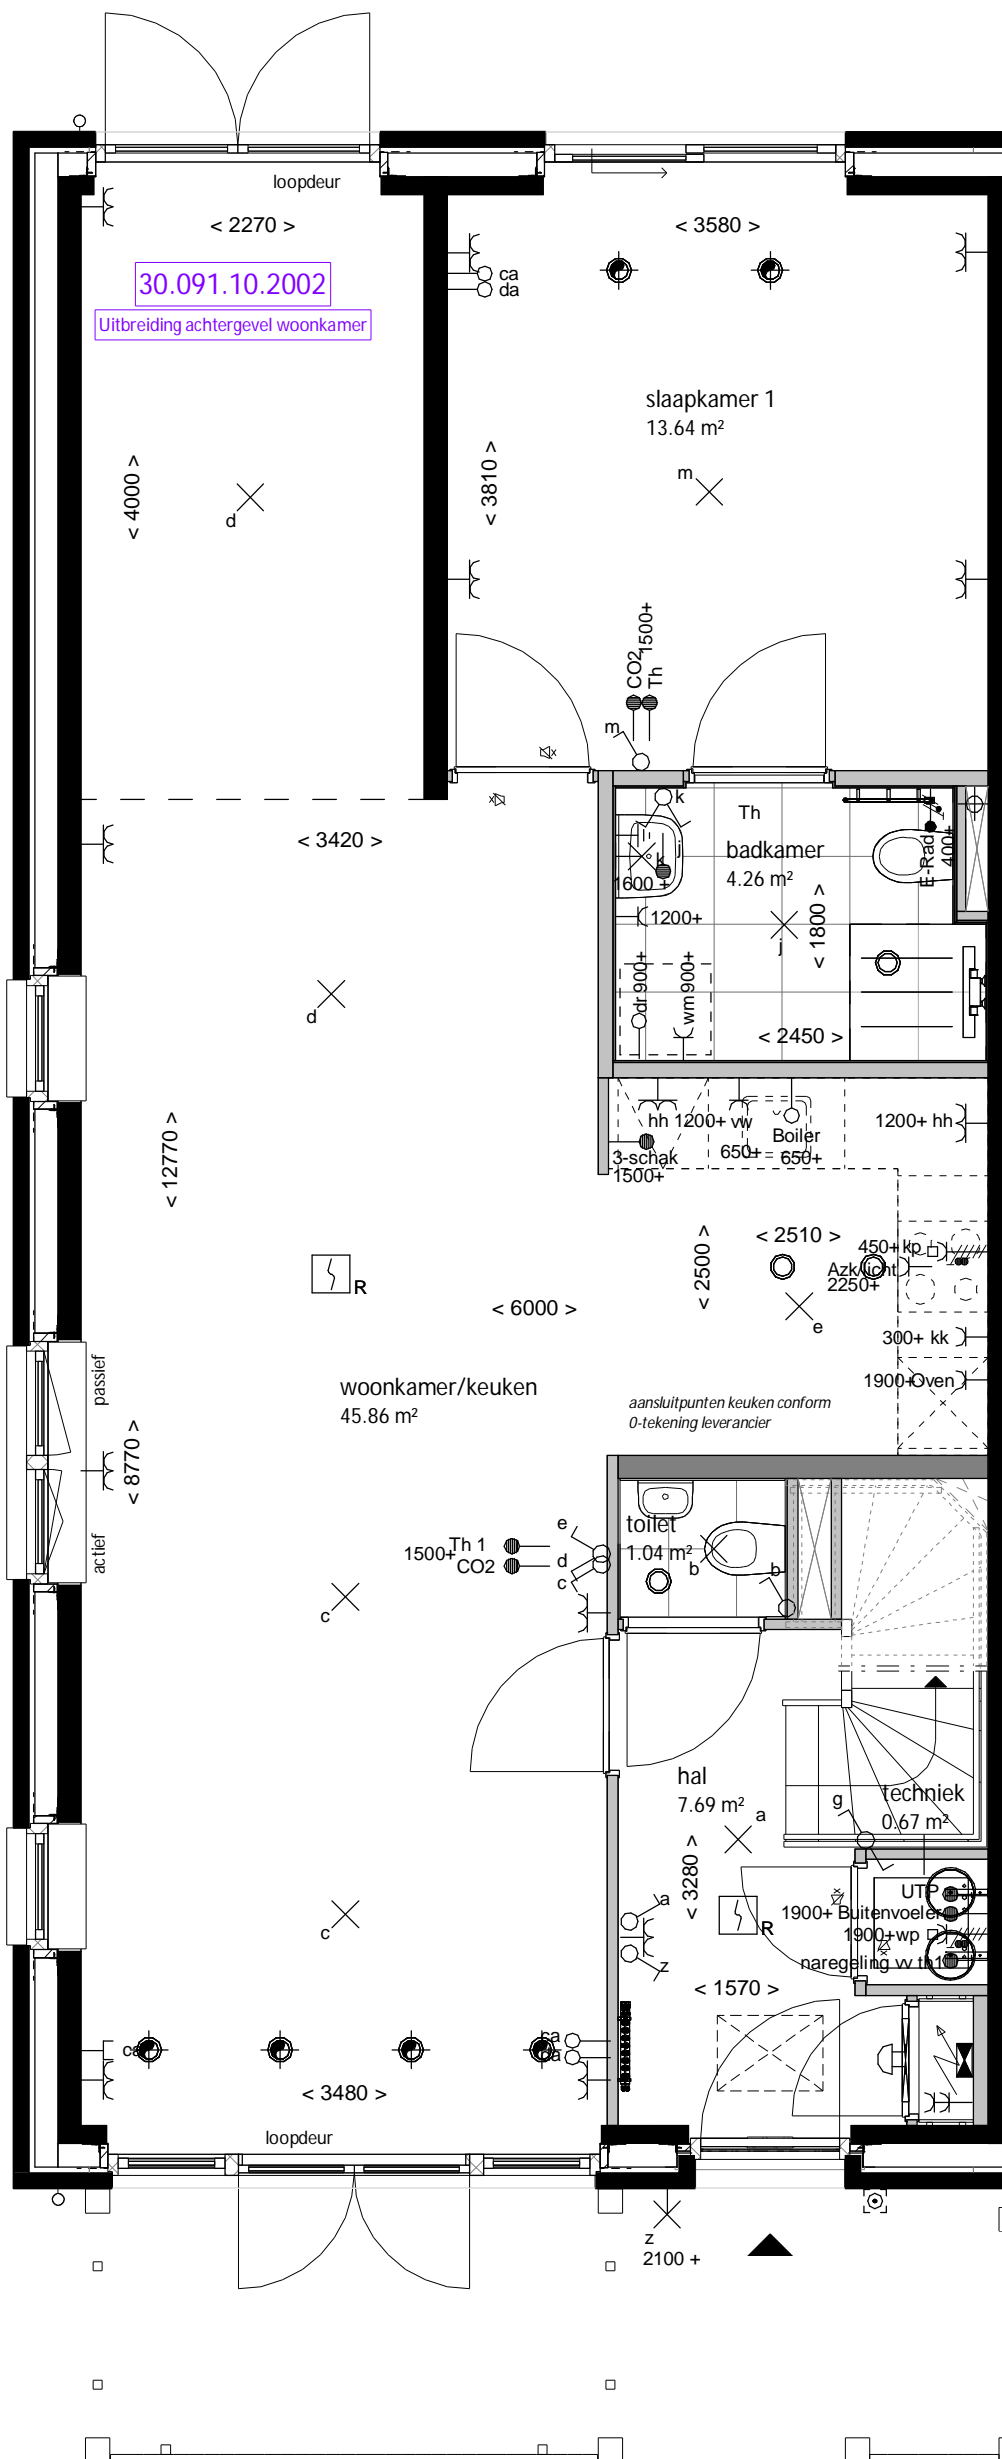 loopdeur
< 2270 >
< 3580 >
30.091.10.2002
Uitbreiding achtergevel woonkamer
ca
da
slaapkamer 1
13.64 m²
< 4000 >
< 3810 >
m
d
CO2
Th
1500+
m
< 3420 >
k
Th
j
badkamer
4.26 m²
k
1600 +
E-Rad
400+
1200+
< 1800 >
j
dr 900+
wm 900+
< 2450 >
d
< 12770 >
hh 1200+ vw
650+
Boiler
650+
1200+ hh
3-schak
1500+
< 2500 >
< 2510 >
450+ kp
Azk/licht
2250+
R
< 6000 >
e
300+ kk
1900+ Oven
passief
woonkamer/keuken
45.86 m²
aansluitpunten keuken conform
0-tekening leverancier
< 8770 >
actief
e
Th 1
1500+
CO2
d
c
toilet
1.04 m²
b
b
c
hal
7.69 m²
a
g
techniek
0.67 m²
< 3280 >
a
R
z
UTP
1900+ Buitenvoeler
1900+ wp
naregeling vv th1
c
< 1570 >
ca
ca
da
< 3480 >
loopdeur
z
2100 +